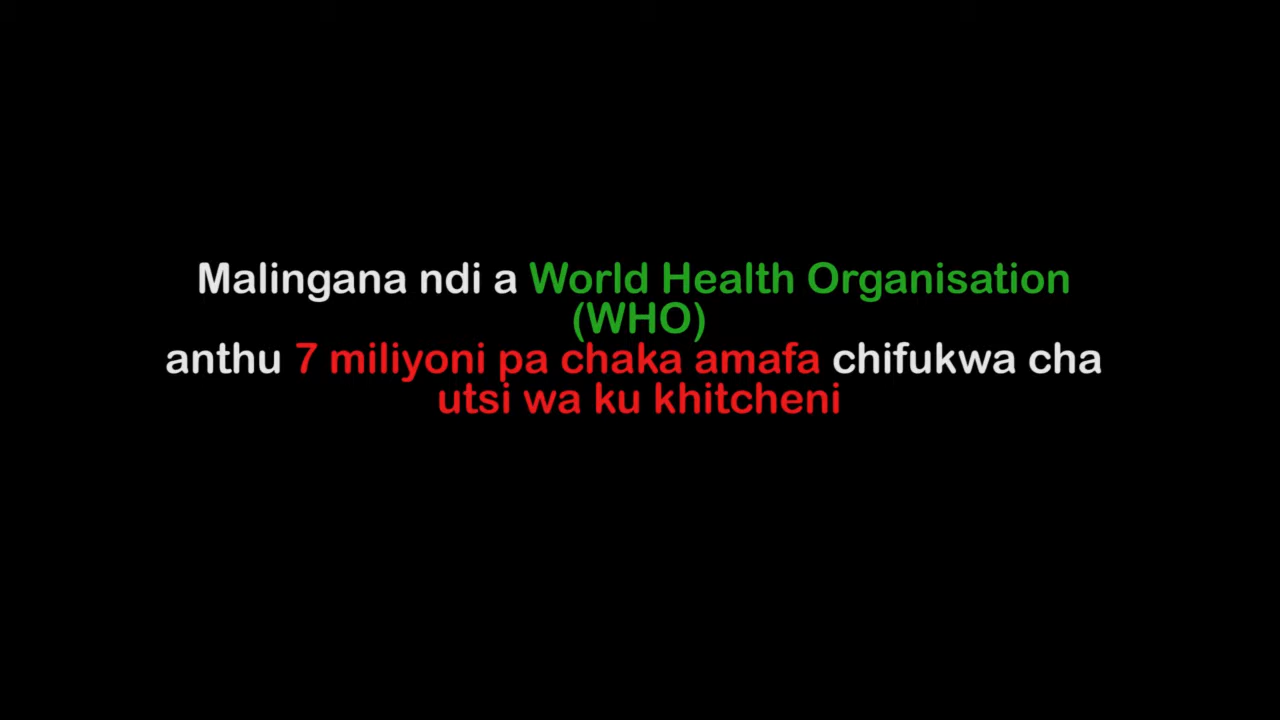 Malingana ndi a World Health Organisation
(WHO)
anthu 7 miliyoni pa chaka amafa chifukwa cha
utsi wa ku khitcheni